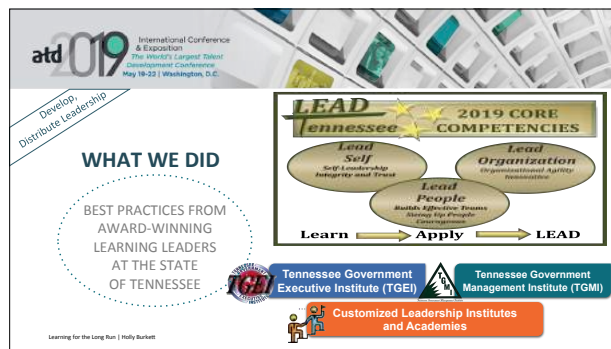 atd 2019
International Conference
& Exposition
The World's Largest Talent
Development Conference
May 19-22 | Washington, D.C.
Develop,
Distribute Leadership
WHAT WE DID
BEST PRACTICES FROM
AWARD-WINNING
LEARNING LEADERS
AT THE STATE
OF TENNESSEE
LEAD
Tennessee
2019 CORE
COMPETENCIES
Lead
Self
Self-Leadership
Integrity and Trust
Lead
Organization
Organizational Agility
Innovation
Lead
People
Builds Effective Teams
Sizing Up People
Courageous
Learn Apply LEAD
TGEI
Tennessee Government
Executive Institute (TGEI)
TGMI
Tennessee Government
Management Institute (TGMI)
Customized Leadership Institutes
and Academies
Learning for the Long Run | Holly Burkett